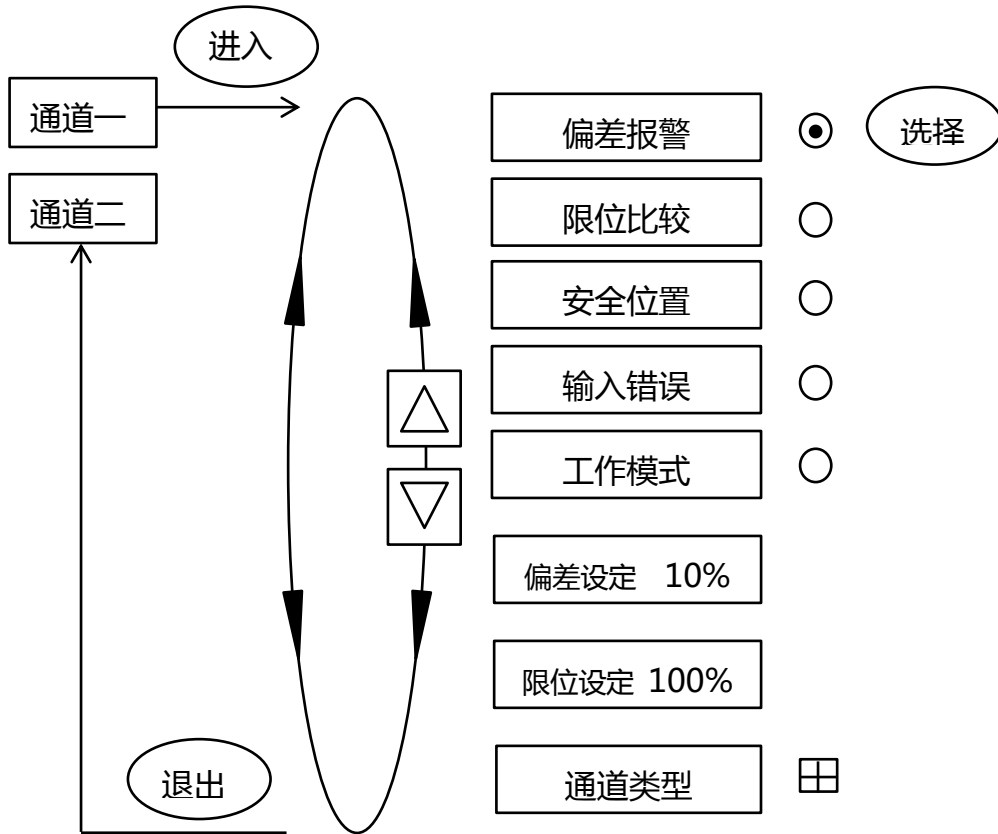 进入
通道一
通道二
偏差报警
选择
限位比较
安全位置
输入错误
工作模式
偏差设定 10%
限位设定 100%
退出
通道类型